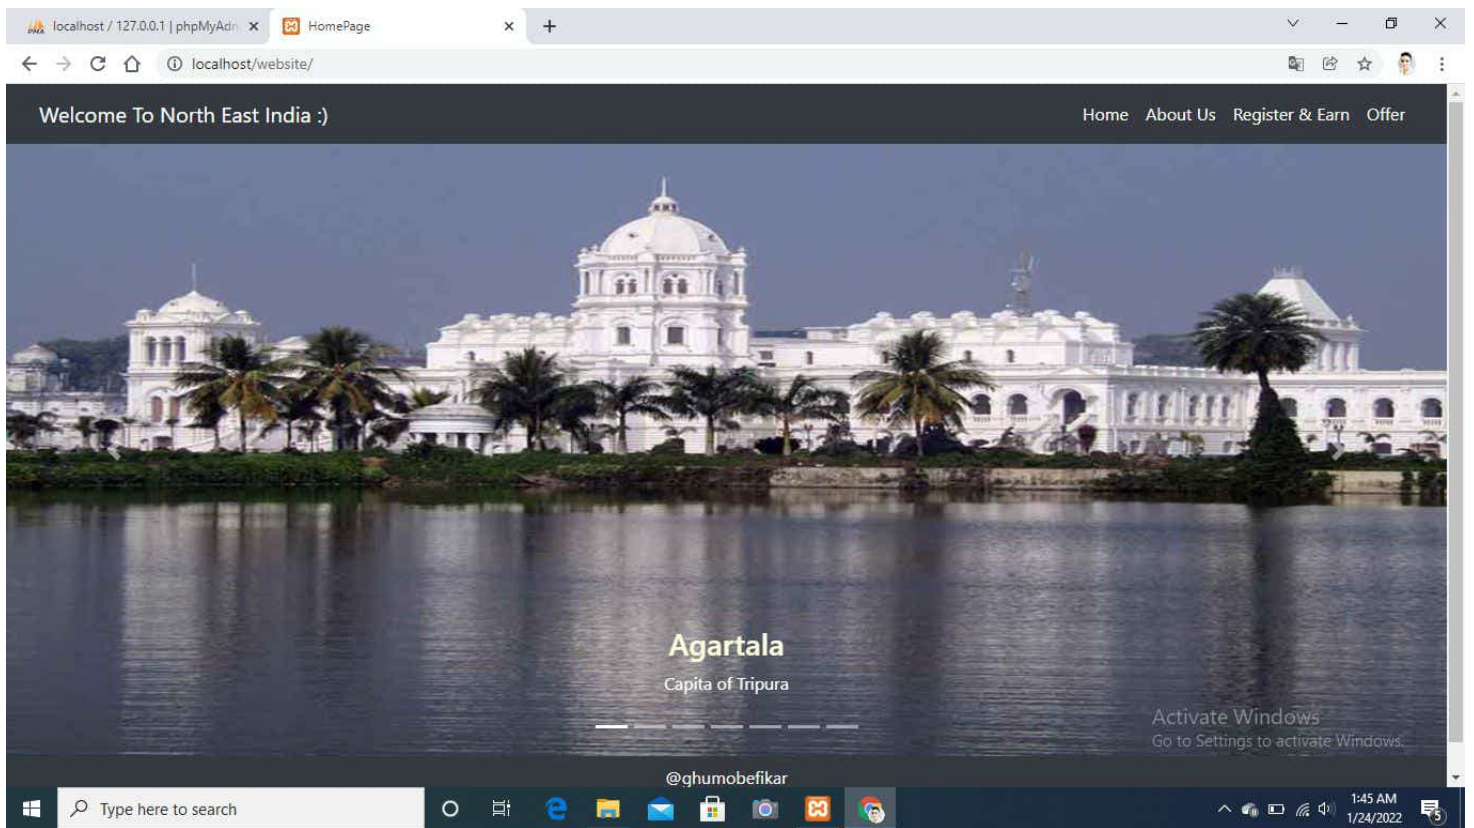 localhost / 127.0.0.1 | phpMyAdr
HomePage
localhost/website/
Welcome To North East India :)
Home About Us Register & Earn Offer
Agartala
Capita of Tripura
Activate Windows
Go to Settings to activate Windows.
@ghumobefikar
Type here to search
1:45 AM
1/24/2022
5